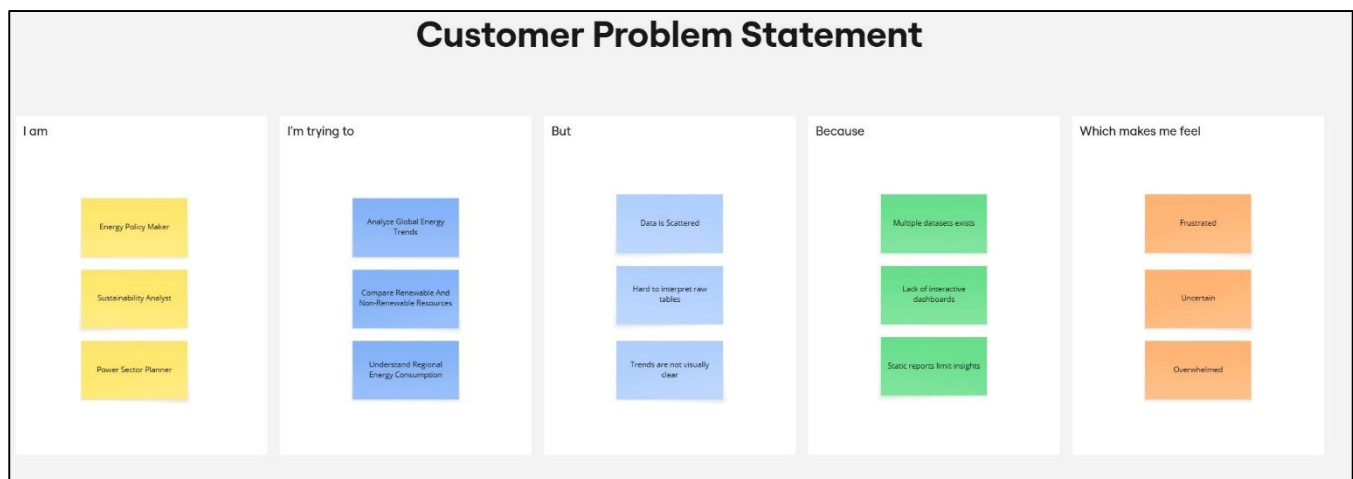 Customer Problem Statement
I am
Energy Policy Maker
Sustainability Analyst
Power Sector Planner
I'm trying to
Analyze Global Energy
Trends
Compare Renewable And
Non-Renewable Resources
Understand Regional
Energy Consumption
But
Data is Scattered
Hard to interpret raw
tables
Trends are not visually
clear
Because
Multiple datasets exists
Lack of interactive
dashboards
Static reports limit insights
Which makes me feel
Frustrated
Uncertain
Overwhelmed